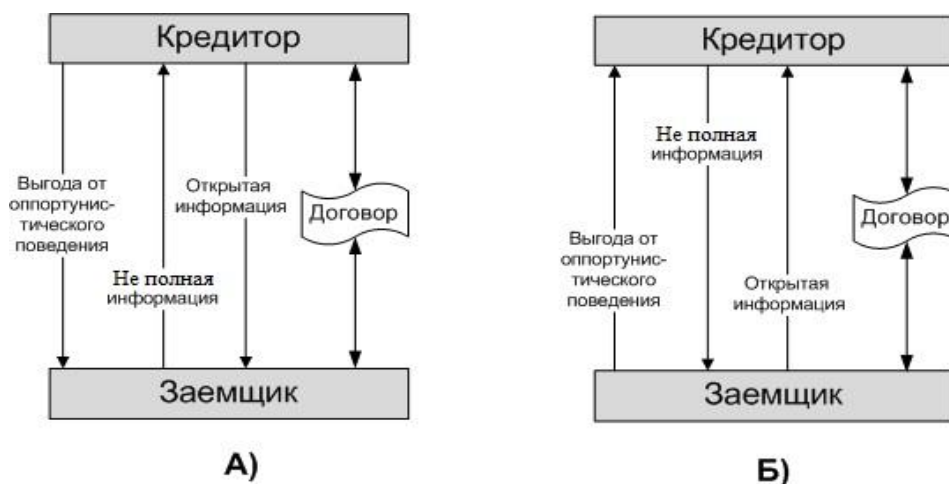 Кредитор
Выгода от
оппортунис-
тического
поведения
Не полная
информация
Открытая
информация
Договор
Заемщик
А)
Кредитор
Не полная
информация
Выгода от
оппортунис-
тического
поведения
Открытая
информация
Договор
Заемщик
Б)